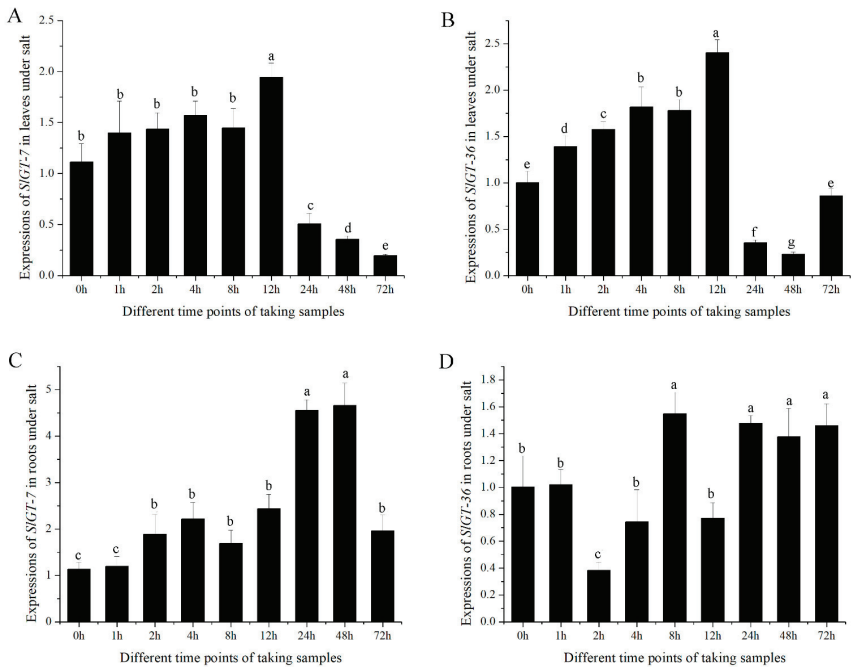 A
Expressions of SlGT-7 in leaves under salt
2.5
2.0
1.5
1.0
0.5
0.0
b
b
b
b
b
a
c
d
e
0h
1h
2h
4h
8h
12h
24h
48h
72h
Different time points of taking samples
B
Expressions of SlGT-36 in leaves under salt
2.5
2.0
1.5
1.0
0.5
0.0
e
d
c
b
b
a
f
g
e
0h
1h
2h
4h
8h
12h
24h
48h
72h
Different time points of taking samples
C
Expressions of SlGT-7 in roots under salt
5
4
3
2
1
0
c
c
b
b
b
b
a
a
b
0h
1h
2h
4h
8h
12h
24h
48h
72h
Different time points of taking samples
D
Expressions of SlGT-36 in roots under salt
1.8
1.6
1.4
1.2
1.0
0.8
0.6
0.4
0.2
0.0
b
b
c
b
a
b
a
a
a
0h
1h
2h
4h
8h
12h
24h
48h
72h
Different time points of taking samples